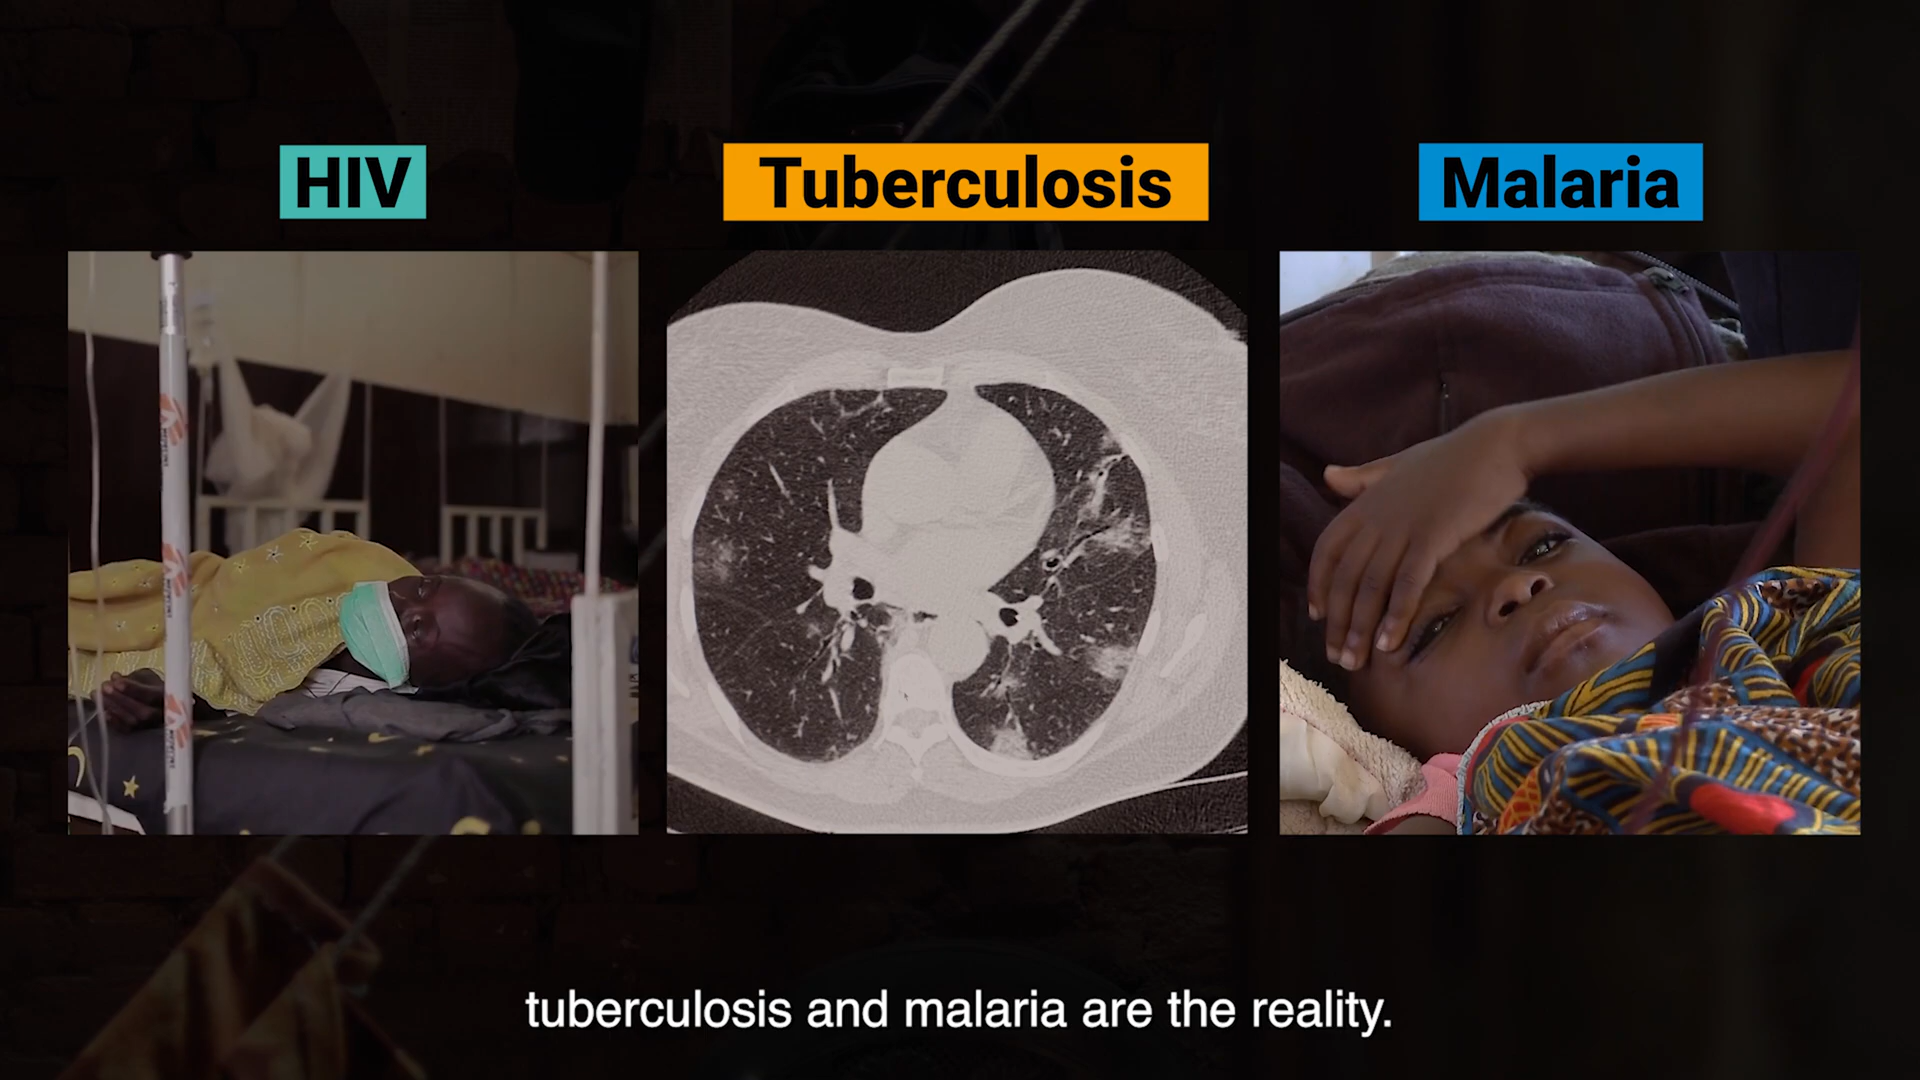 HIV
Tuberculosis
Malaria
tuberculosis and malaria are the reality.